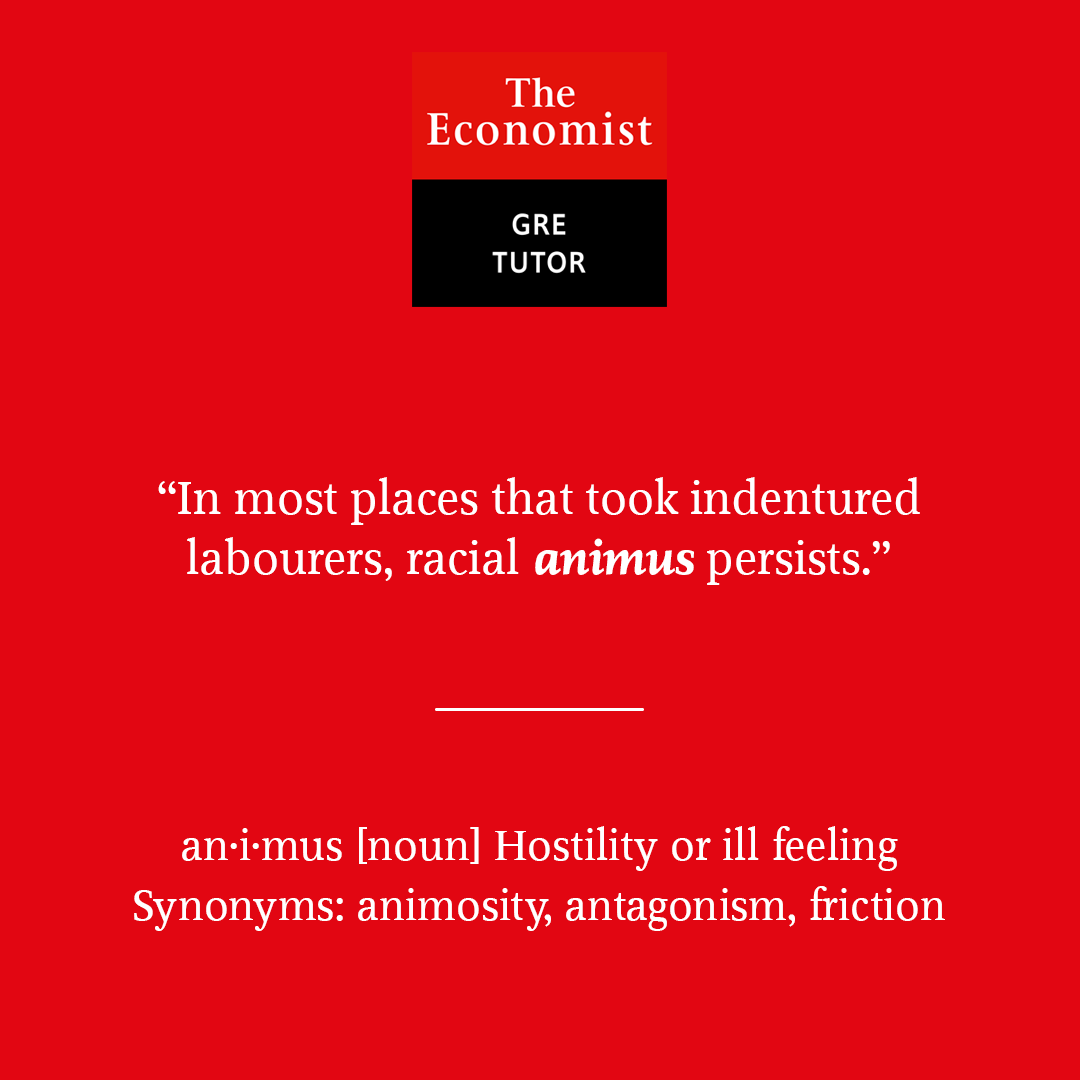 The
Economist
GRE
TUTOR
“In most places that took indentured
labourers, racial animus persists.”
an·i·mus [noun] Hostility or ill feeling
Synonyms: animosity, antagonism, friction